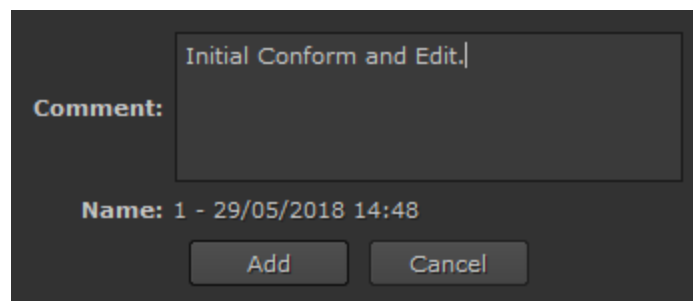 Initial Conform and Edit.
Comment:
Name: 1 - 29/05/2018 14:48
Add Cancel